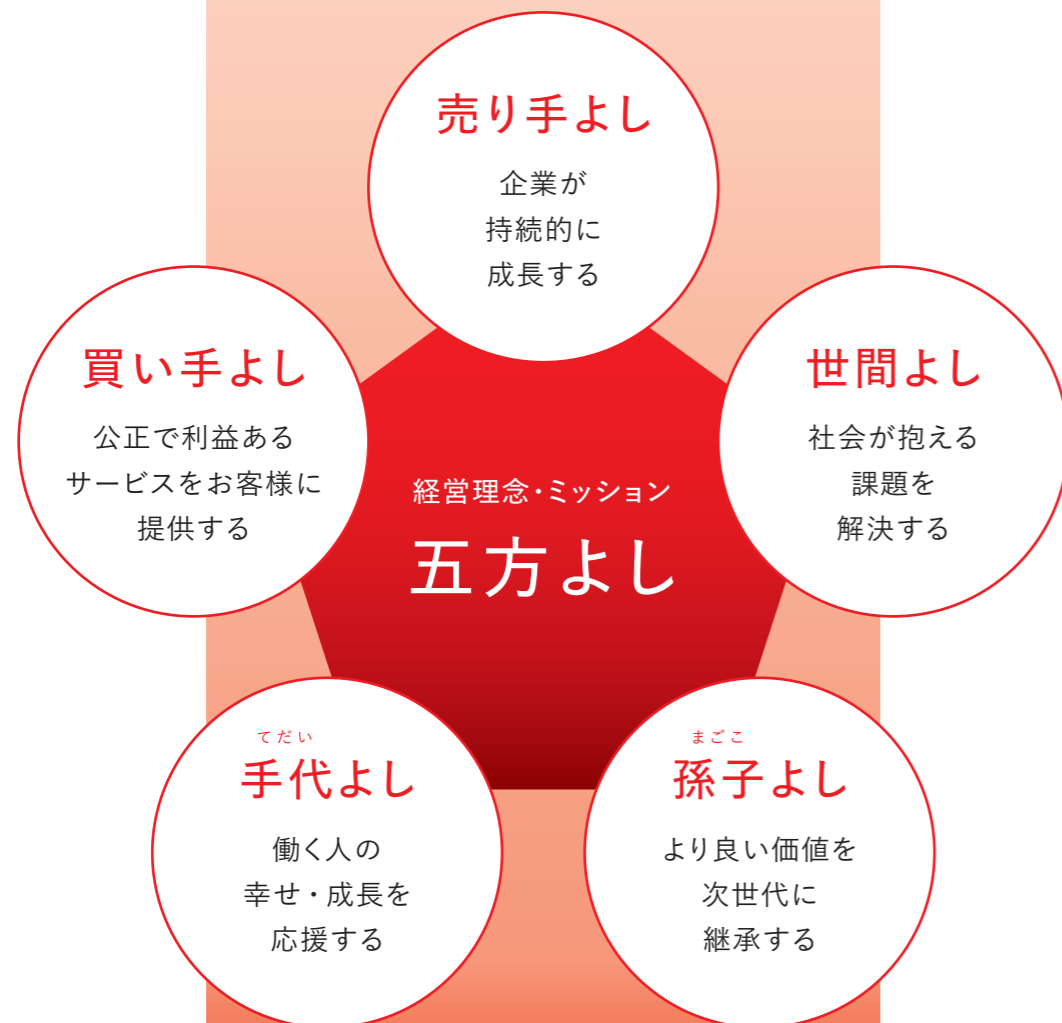 売り手よし
企業が
持続的に
成長する
買い手よし
公正で利益ある
サービスをお客様に
提供する
世間よし
社会が抱える
課題を
解決する
経営理念・ミッション
五方よし
てだい
手代よし
働く人の
幸せ・成長を
応援する
まごこ
孫子よし
より良い価値を
次世代に
継承する